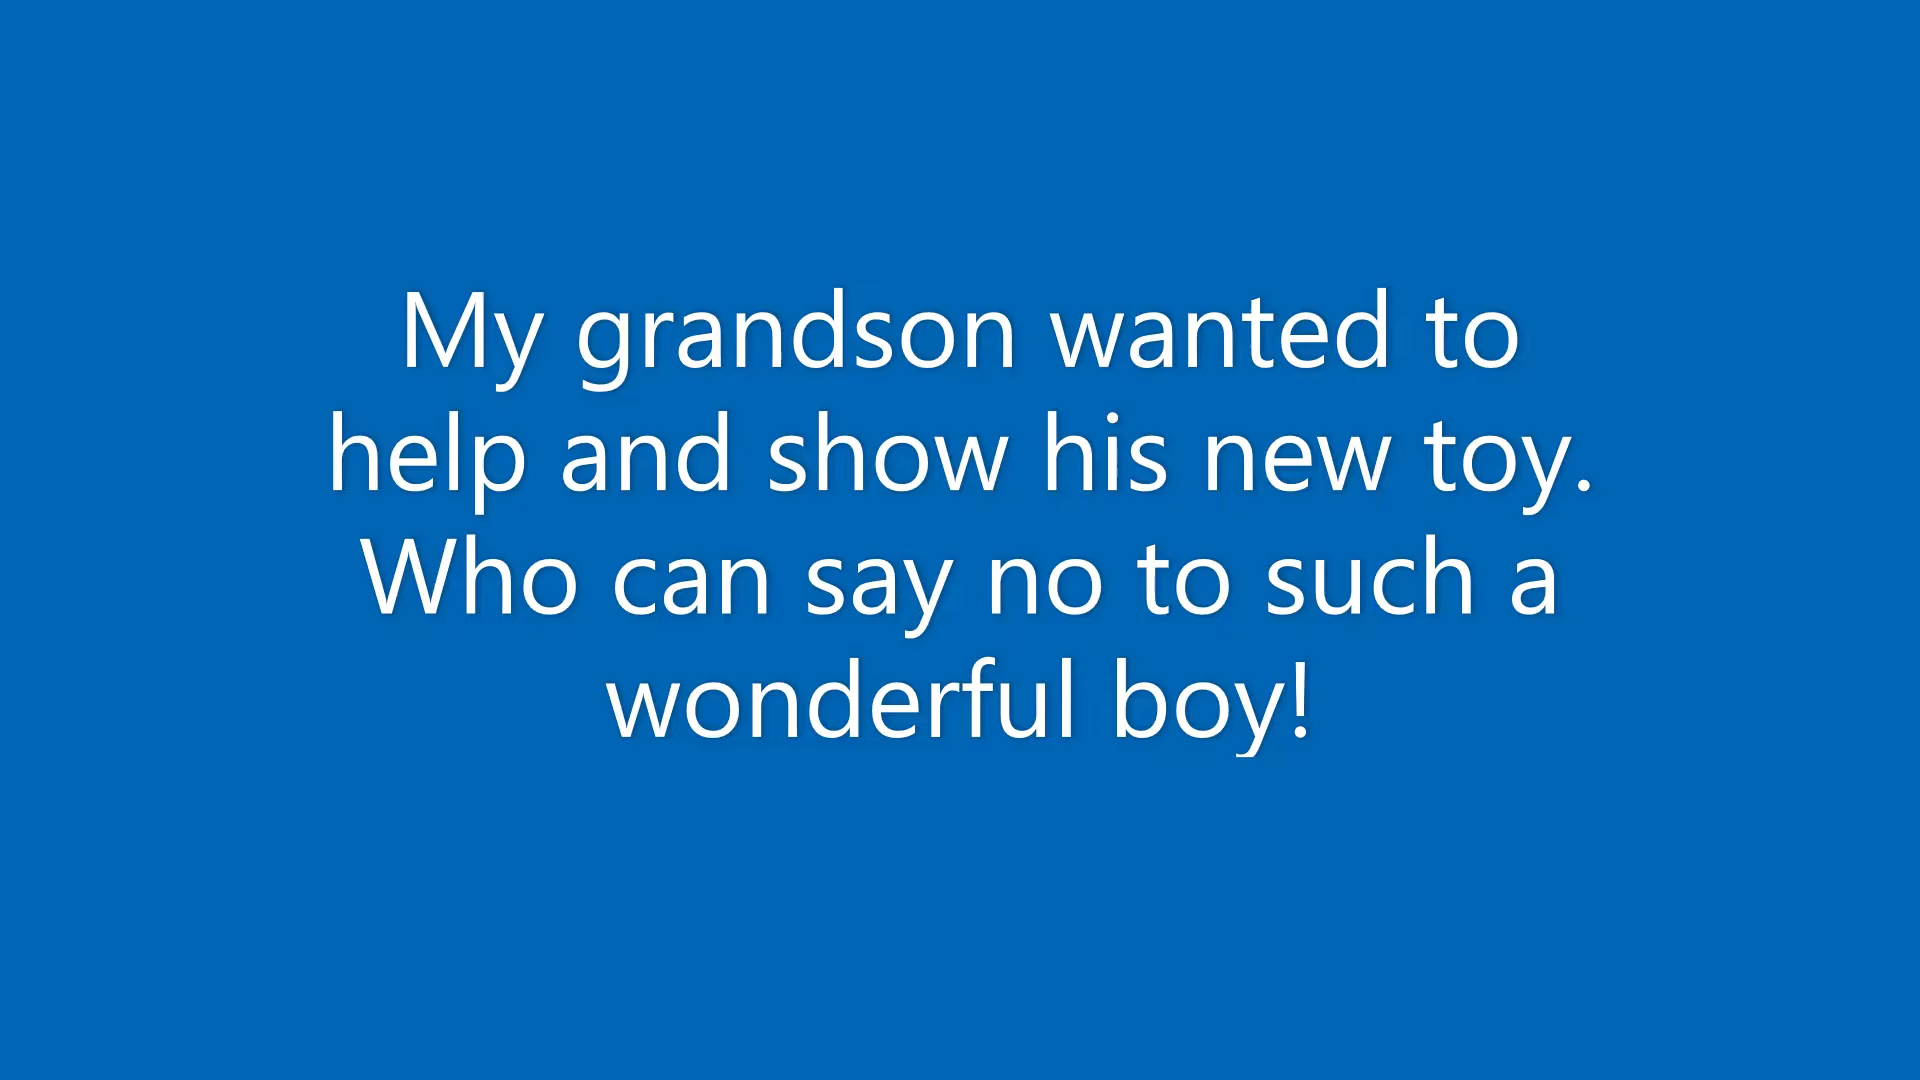 My grandson wanted to
help and show his new toy.
Who can say no to such a
wonderful boy!